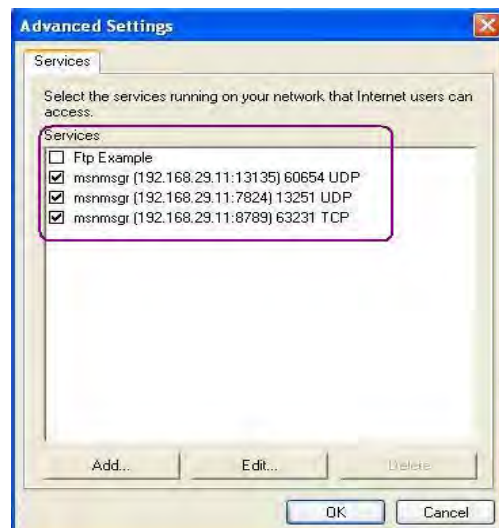 Advanced Settings
Services
Select the services running on your network that Internet users can
access.
Services
Ftp Example
msnmsgr (192.168.29.11:13135) 60654 UDP
msnmsgr (192.168.29.11:7824) 13251 UDP
msnmsgr (192.168.29.11:8789) 63231 TCP
Add...
Edit...
Delete
OK
Cancel